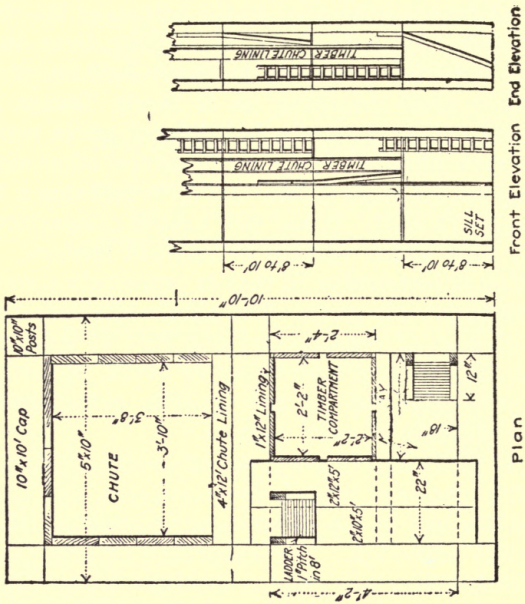 10"x10' Cap
10"x10"
Posts
10'-10"
5'x10"
CHUTE
3'-8"
3'-10"
4"x12' Chute Lining
1"x12" Lining
2'-4"
2'-2"
TIMBER
COMPARTMENT
2'-2"
LADDER
1"Pitch
in 8'
2"x12"x5'
2"x10"x5'
22"
18"
12"
4'-2"
Plan
TIMBER CHUTE LINING
8' to 10'
8' to 10'
SILL
SET
Front Elevation
TIMBER CHUTE LINING
End Elevation